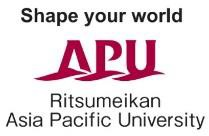 Shape your world
APU
Ritsumeikan
Asia Pacific University